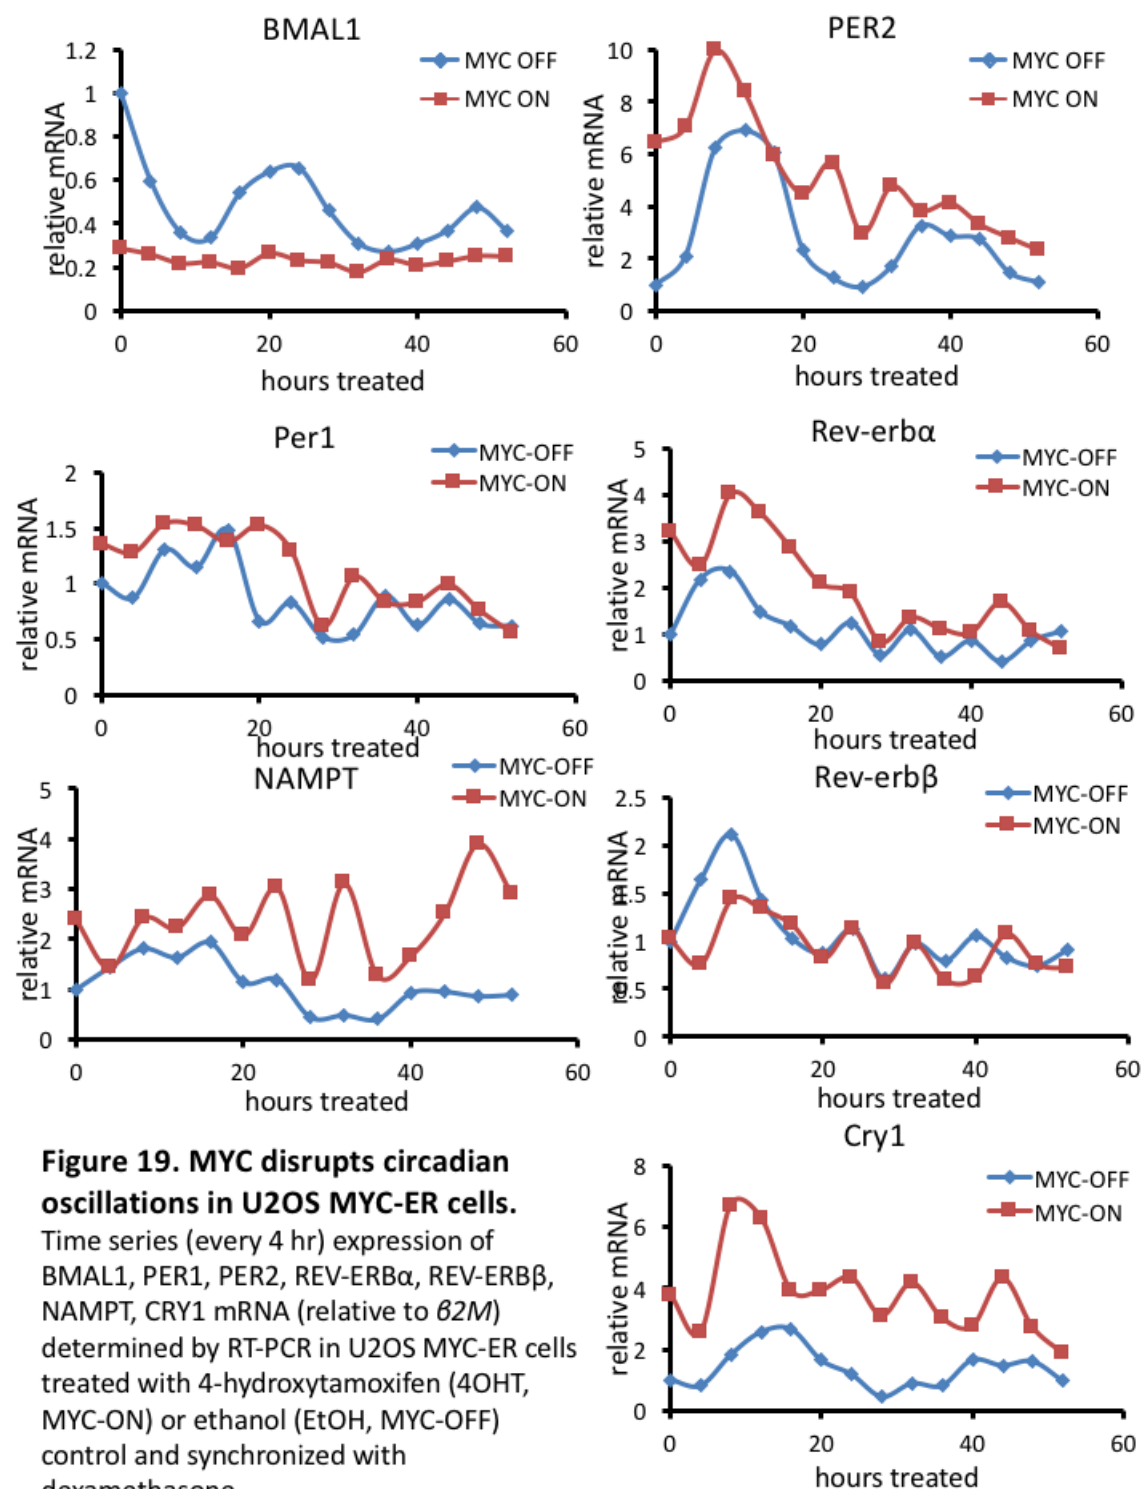 BMAL1
1.2
1
0.8
0.6
0.4
0.2
0
relative mRNA
MYC OFF
MYC ON
0 20 40 60
hours treated
PER2
10
8
6
4
2
0
relative mRNA
MYC OFF
MYC ON
0 20 40 60
hours treated
Per1
2
1.5
1
0.5
0
relative mRNA
MYC-OFF
MYC-ON
0 20 40 60
hours treated
Rev-erbα
5
4
3
2
1
0
relative mRNA
MYC-OFF
MYC-ON
0 20 40 60
hours treated
NAMPT
5
4
3
2
1
0
relative mRNA
MYC-OFF
MYC-ON
0 20 40 60
hours treated
Rev-erbβ
2.5
2
1.5
1
0.5
0
relative mRNA
MYC-OFF
MYC-ON
0 20 40 60
hours treated
Cry1
8
6
4
2
0
relative mRNA
MYC-OFF
MYC-ON
0 20 40 60
hours treated
Figure 19. MYC disrupts circadian
oscillations in U2OS MYC-ER cells.
Time series (every 4 hr) expression of
BMAL1, PER1, PER2, REV-ERBα, REV-ERBβ,
NAMPT, CRY1 mRNA (relative to β2M)
determined by RT-PCR in U2OS MYC-ER cells
treated with 4-hydroxytamoxifen (4OHT,
MYC-ON) or ethanol (EtOH, MYC-OFF)
control and synchronized with